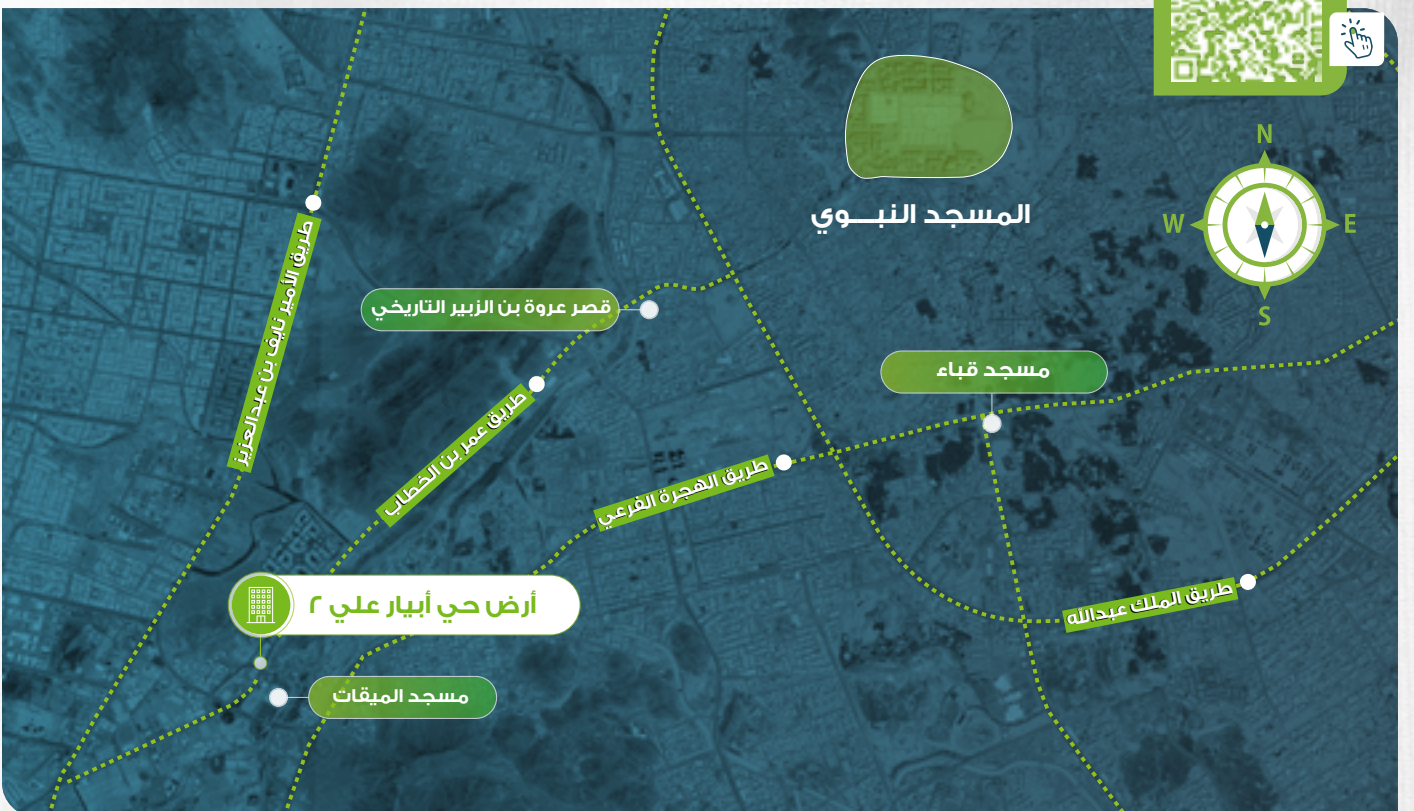 N
W
E
S
المسجد النبـــوي
طريق الأمير نايف بن عبدالعزيز
قصر عروة بن الزبير التاريخي
مسجد قباء
طريق عمر بن الخطاب
طريق الهجرة الفرعي
أرض حي أبيار علي ٢
طريق الملك عبدالله
مسجد الميقات